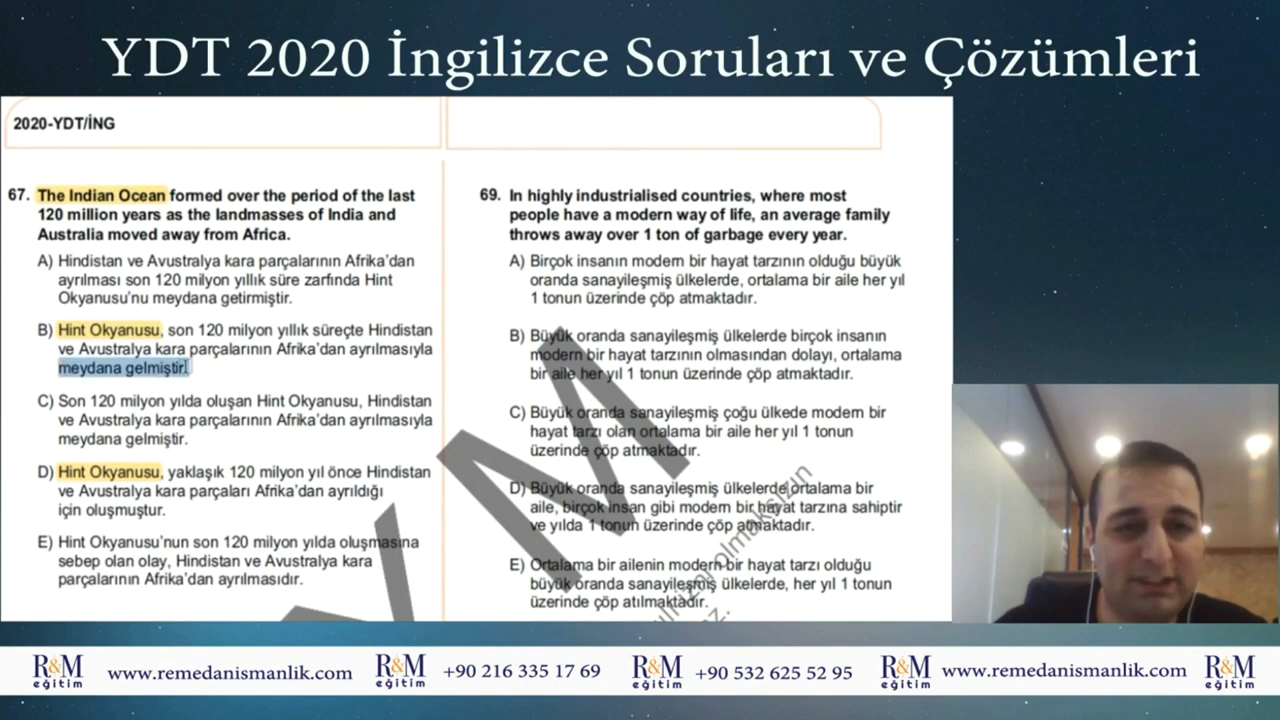 YDT 2020 İngilizce Soruları ve Çözümleri
2020-YDT/İNG
67. The Indian Ocean formed over the period of the last
120 million years as the landmasses of India and
Australia moved away from Africa.
A) Hindistan ve Avustralya kara parçalarının Afrika'dan
ayrılması son 120 milyon yıllık süre zarfında Hint
Okyanusu'nu meydana getirmiştir.
B) Hint Okyanusu, son 120 milyon yıllık süreçte Hindistan
ve Avustralya kara parçalarının Afrika'dan ayrılmasıyla
meydana gelmiştir.
C) Son 120 milyon yılda oluşan Hint Okyanusu, Hindistan
ve Avustralya kara parçalarının Afrika'dan ayrılmasıyla
meydana gelmiştir.
D) Hint Okyanusu, yaklaşık 120 milyon yıl önce Hindistan
ve Avustralya kara parçaları Afrika'dan ayrıldığı
için oluşmuştur.
E) Hint Okyanusu'nun son 120 milyon yılda oluşmasına
sebep olan olay, Hindistan ve Avustralya kara
parçalarının Afrika'dan ayrılmasıdır.
69. In highly industrialised countries, where most
people have a modern way of life, an average family
throws away over 1 ton of garbage every year.
A) Birçok insanın modern bir hayat tarzının olduğu büyük
oranda sanayileşmiş ülkelerde, ortalama bir aile her yıl
1 tonun üzerinde çöp atmaktadır.
B) Büyük oranda sanayileşmiş ülkelerde birçok insanın
modern bir hayat tarzının olmasından dolayı, ortalama
bir aile her yıl 1 tonun üzerinde çöp atmaktadır.
C) Büyük oranda sanayileşmiş çoğu ülkede modern bir
hayat tarzı olan ortalama bir aile her yıl 1 tonun
üzerinde çöp atmaktadır.
D) Büyük oranda sanayileşmiş ülkelerde ortalama bir
aile, birçok insan gibi modern bir hayat tarzına sahiptir
ve yılda 1 tonun üzerinde çöp atmaktadır.
E) Ortalama bir ailenin modern bir hayat tarzı olduğu
büyük oranda sanayileşmiş ülkelerde, her yıl 1 tonun
üzerinde çöp atılmaktadır.
YM
olmaksızın
R&M
eğitim
www.remedanismanlik.com
R&M
eğitim
+90 216 335 17 69
R&M
eğitim
+90 532 625 52 95
R&M
eğitim
www.remedanismanlik.com
R&M
eğitim